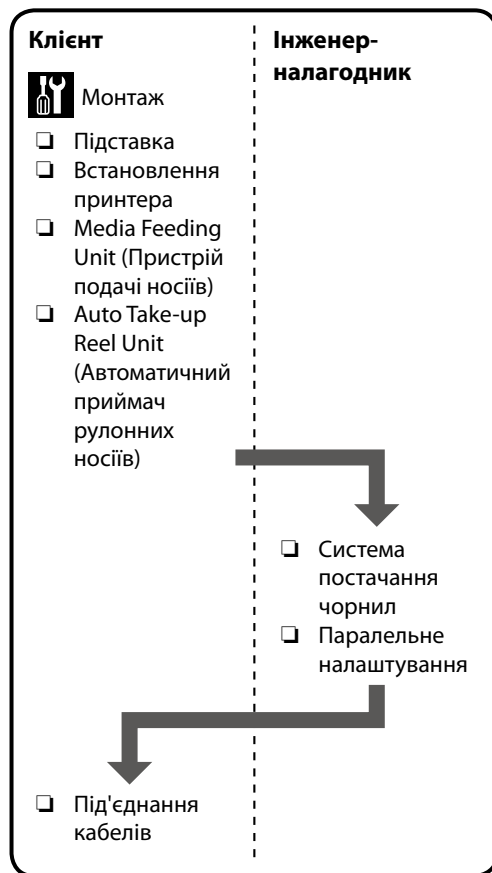 Клієнт
Монтаж
❏ Підставка
❏ Встановлення
принтера
❏ Media Feeding
Unit (Пристрій
подачі носіїв)
❏ Auto Take-up
Reel Unit
(Автоматичний
приймач
рулонних
носіїв)
Інженер-
налагодник
❏ Система
постачання
чорнил
❏ Паралельне
налаштування
❏ Під'єднання
кабелів